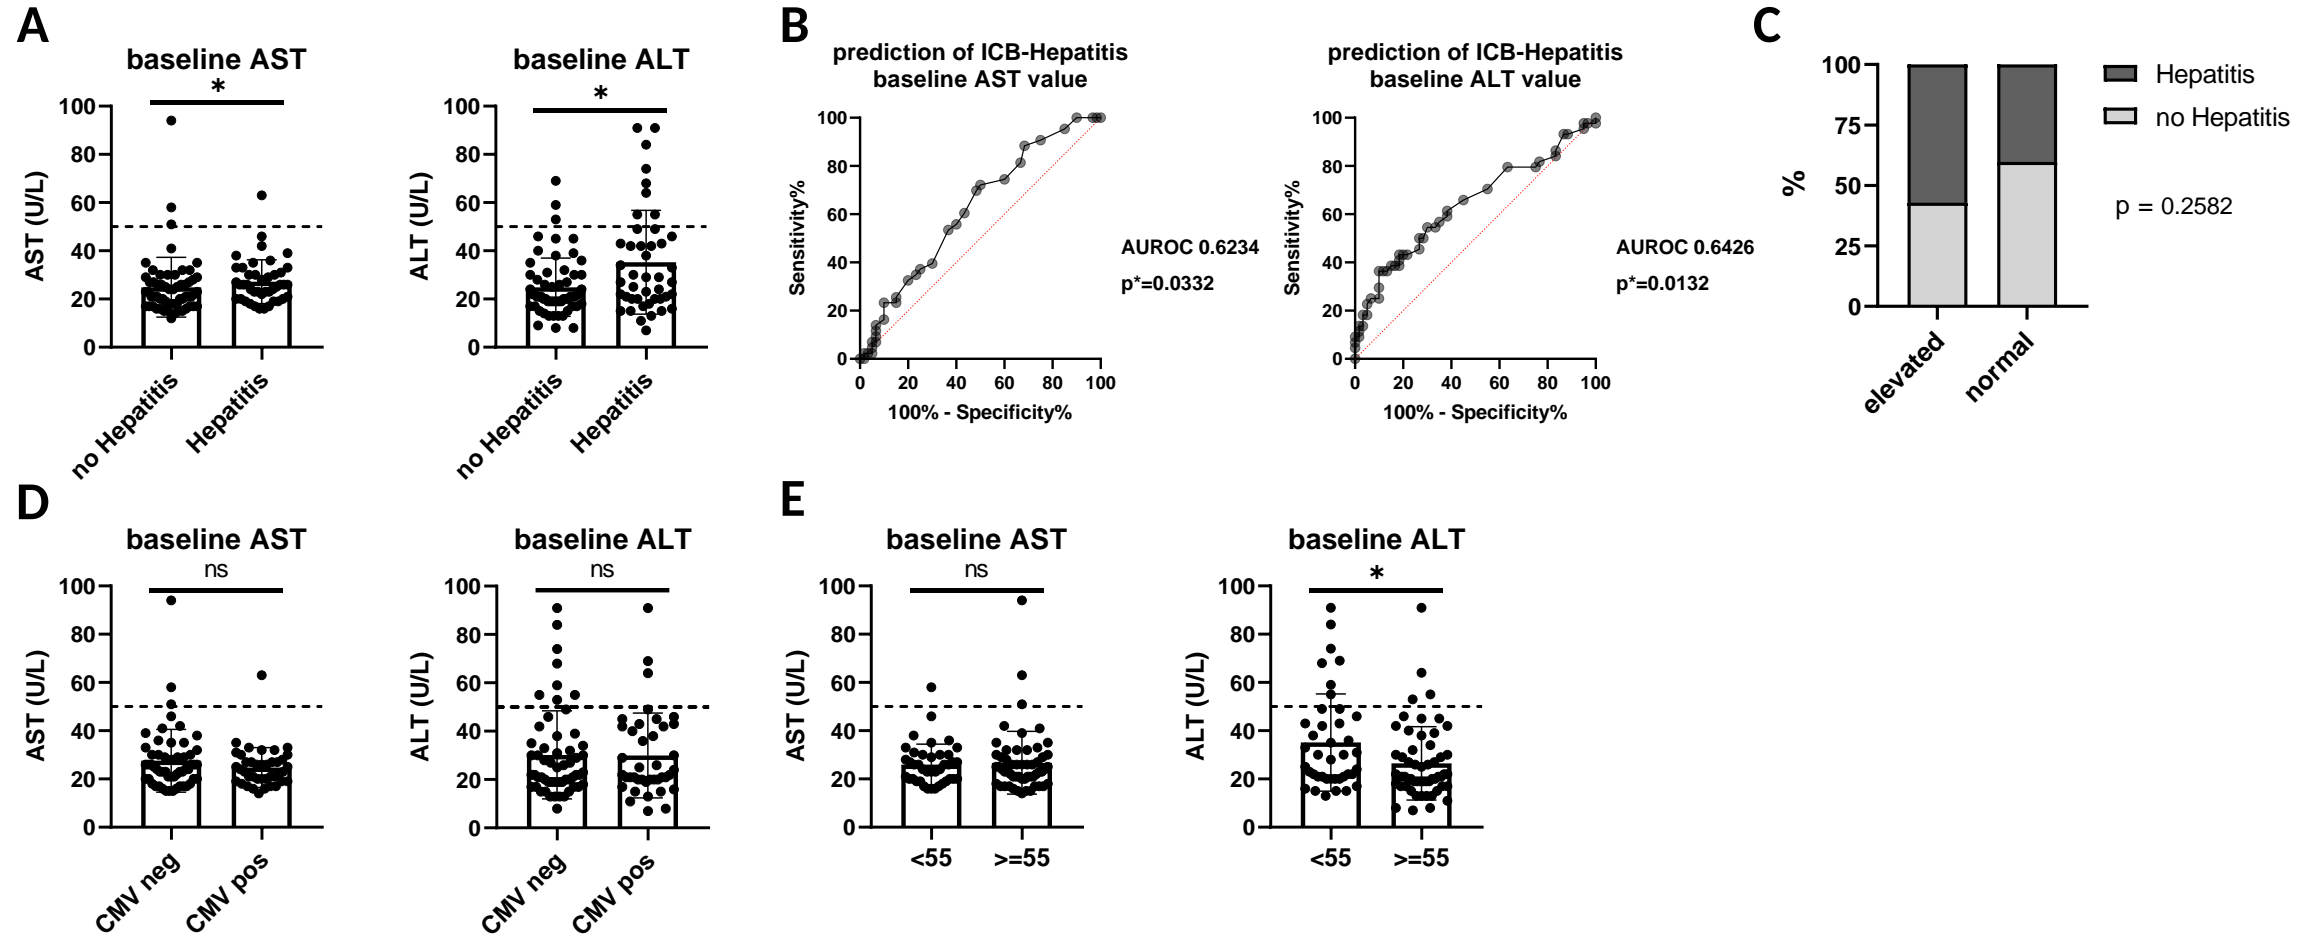 A
baseline AST
*
AST (U/L)
100
80
60
40
20
0
no Hepatitis
Hepatitis
baseline ALT
*
ALT (U/L)
100
80
60
40
20
0
no Hepatitis
Hepatitis
B
prediction of ICB-Hepatitis
baseline AST value
Sensitivity%
100
80
60
40
20
0
0 20 40 60 80 100
100% - Specificity%
AUROC 0.6234
p*=0.0332
prediction of ICB-Hepatitis
baseline ALT value
Sensitivity%
100
80
60
40
20
0
0 20 40 60 80 100
100% - Specificity%
AUROC 0.6426
p*=0.0132
C
%
100
75
50
25
0
elevated
normal
Hepatitis
no Hepatitis
p = 0.2582
D
baseline AST
ns
AST (U/L)
100
80
60
40
20
0
CMV neg
CMV pos
baseline ALT
ns
ALT (U/L)
100
80
60
40
20
0
CMV neg
CMV pos
E
baseline AST
ns
AST (U/L)
100
80
60
40
20
0
<55 >=55
baseline ALT
*
ALT (U/L)
100
80
60
40
20
0
<55 >=55